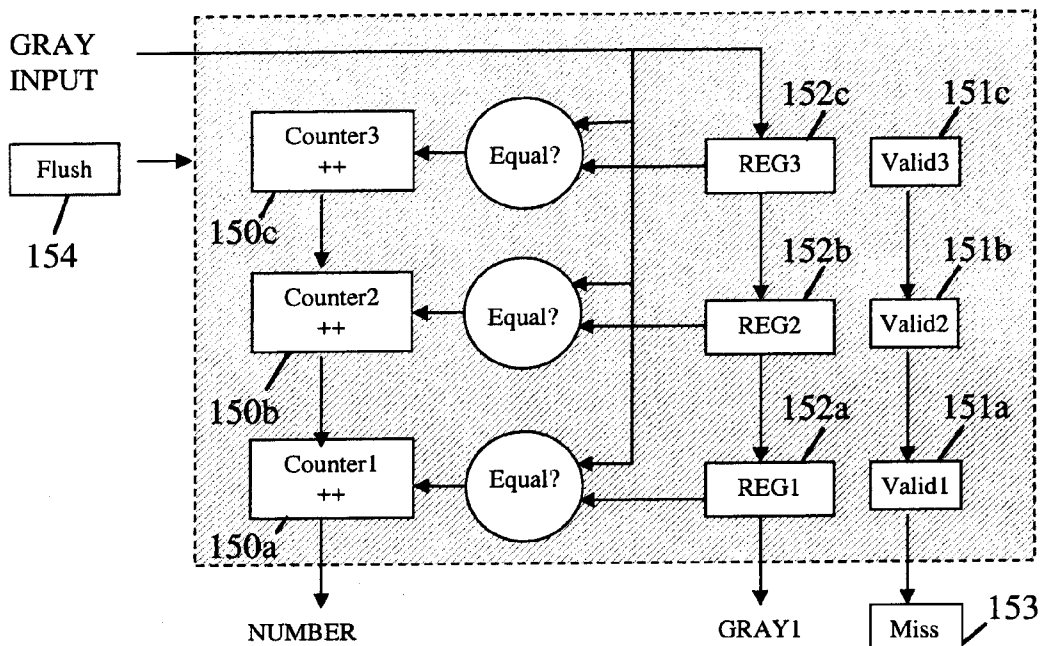 GRAY
INPUT
152c
151c
Counter3
++
Equal?
REG3
Valid3
Flush
154
150c
152b
151b
Counter2
++
Equal?
REG2
Valid2
150b
152a
151a
Counter1
++
Equal?
REG1
Valid1
150a
NUMBER
GRAY1
Miss
153